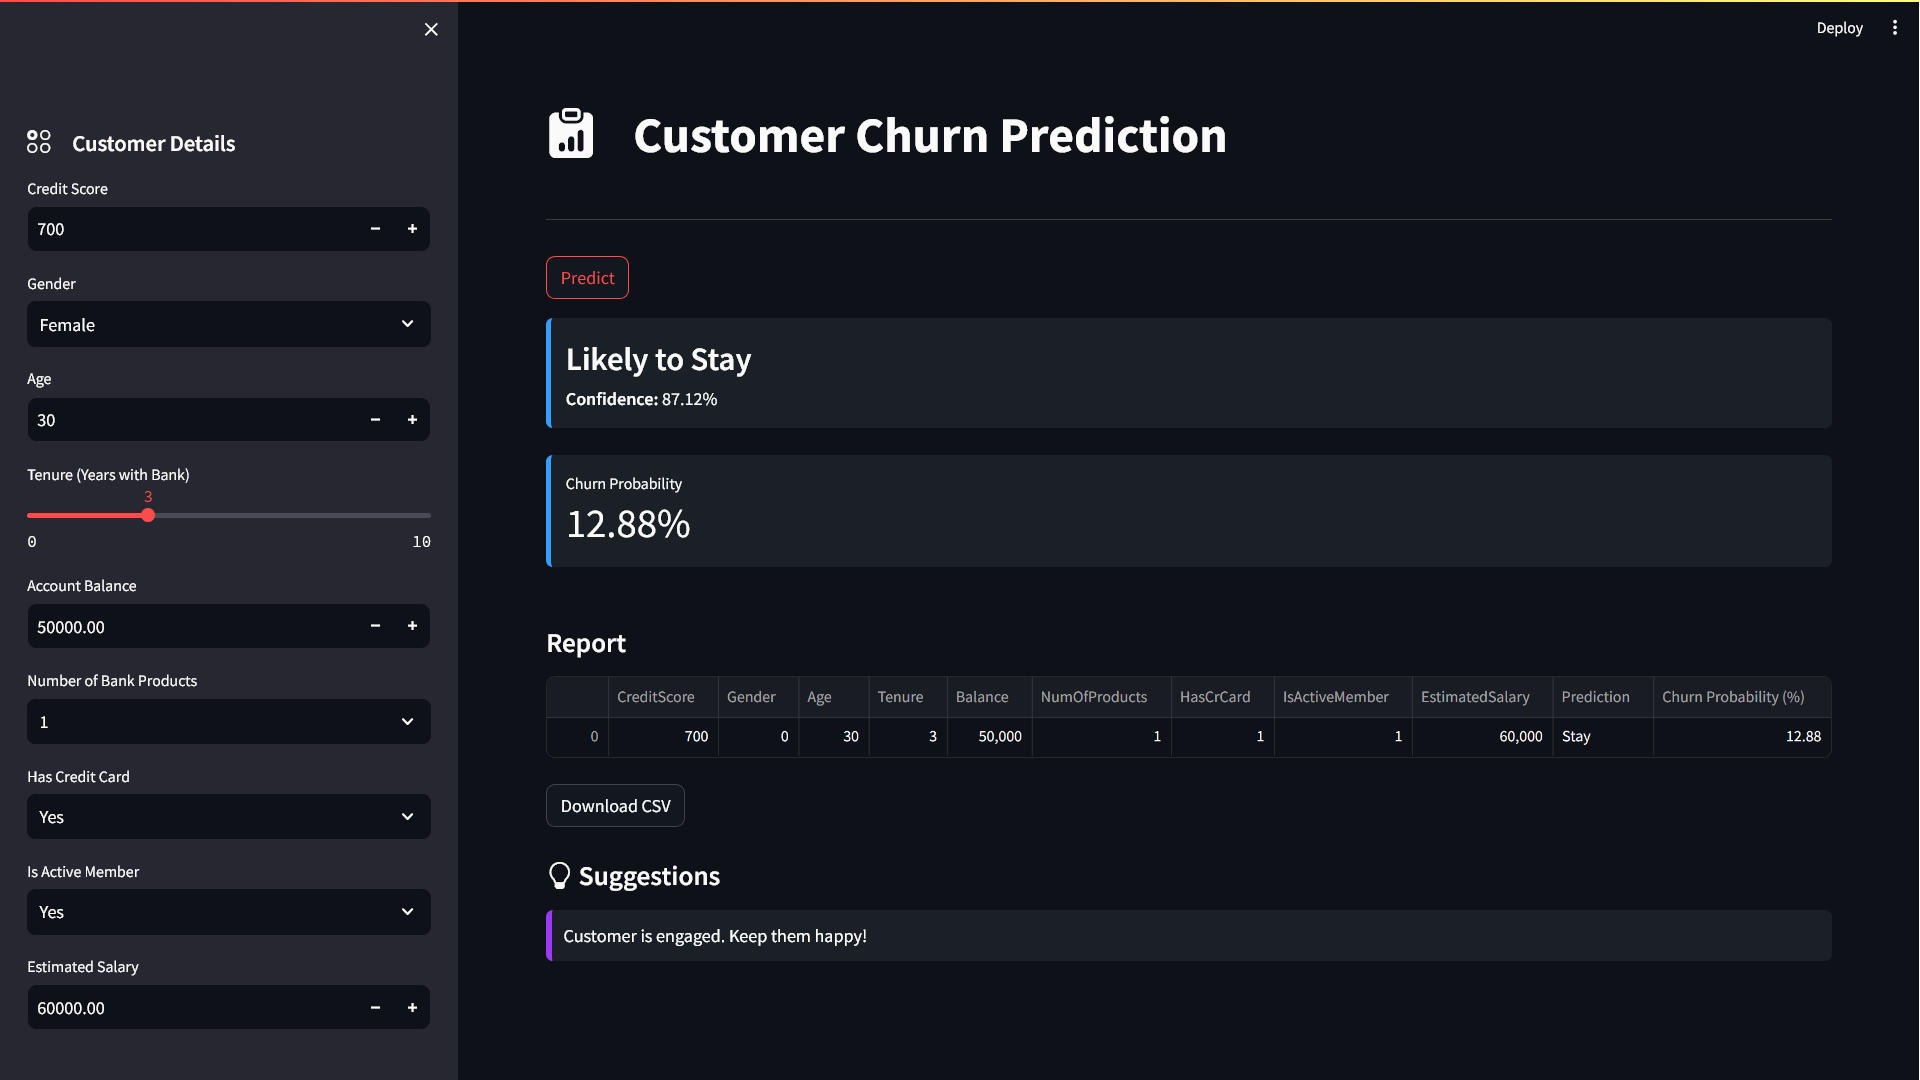 Deploy
Customer Details
Credit Score
700
Gender
Female
Age
30
Tenure (Years with Bank)
3
0 10
Account Balance
50000.00
Number of Bank Products
1
Has Credit Card
Yes
Is Active Member
Yes
Estimated Salary
60000.00
Customer Churn Prediction
Predict
Likely to Stay
Confidence: 87.12%
Churn Probability
12.88%
Report
CreditScore Gender Age Tenure Balance NumOfProducts HasCrCard IsActiveMember EstimatedSalary Prediction Churn Probability (%)
0 700 0 30 3 50,000 1 1 1 60,000 Stay 12.88
Download CSV
Suggestions
Customer is engaged. Keep them happy!